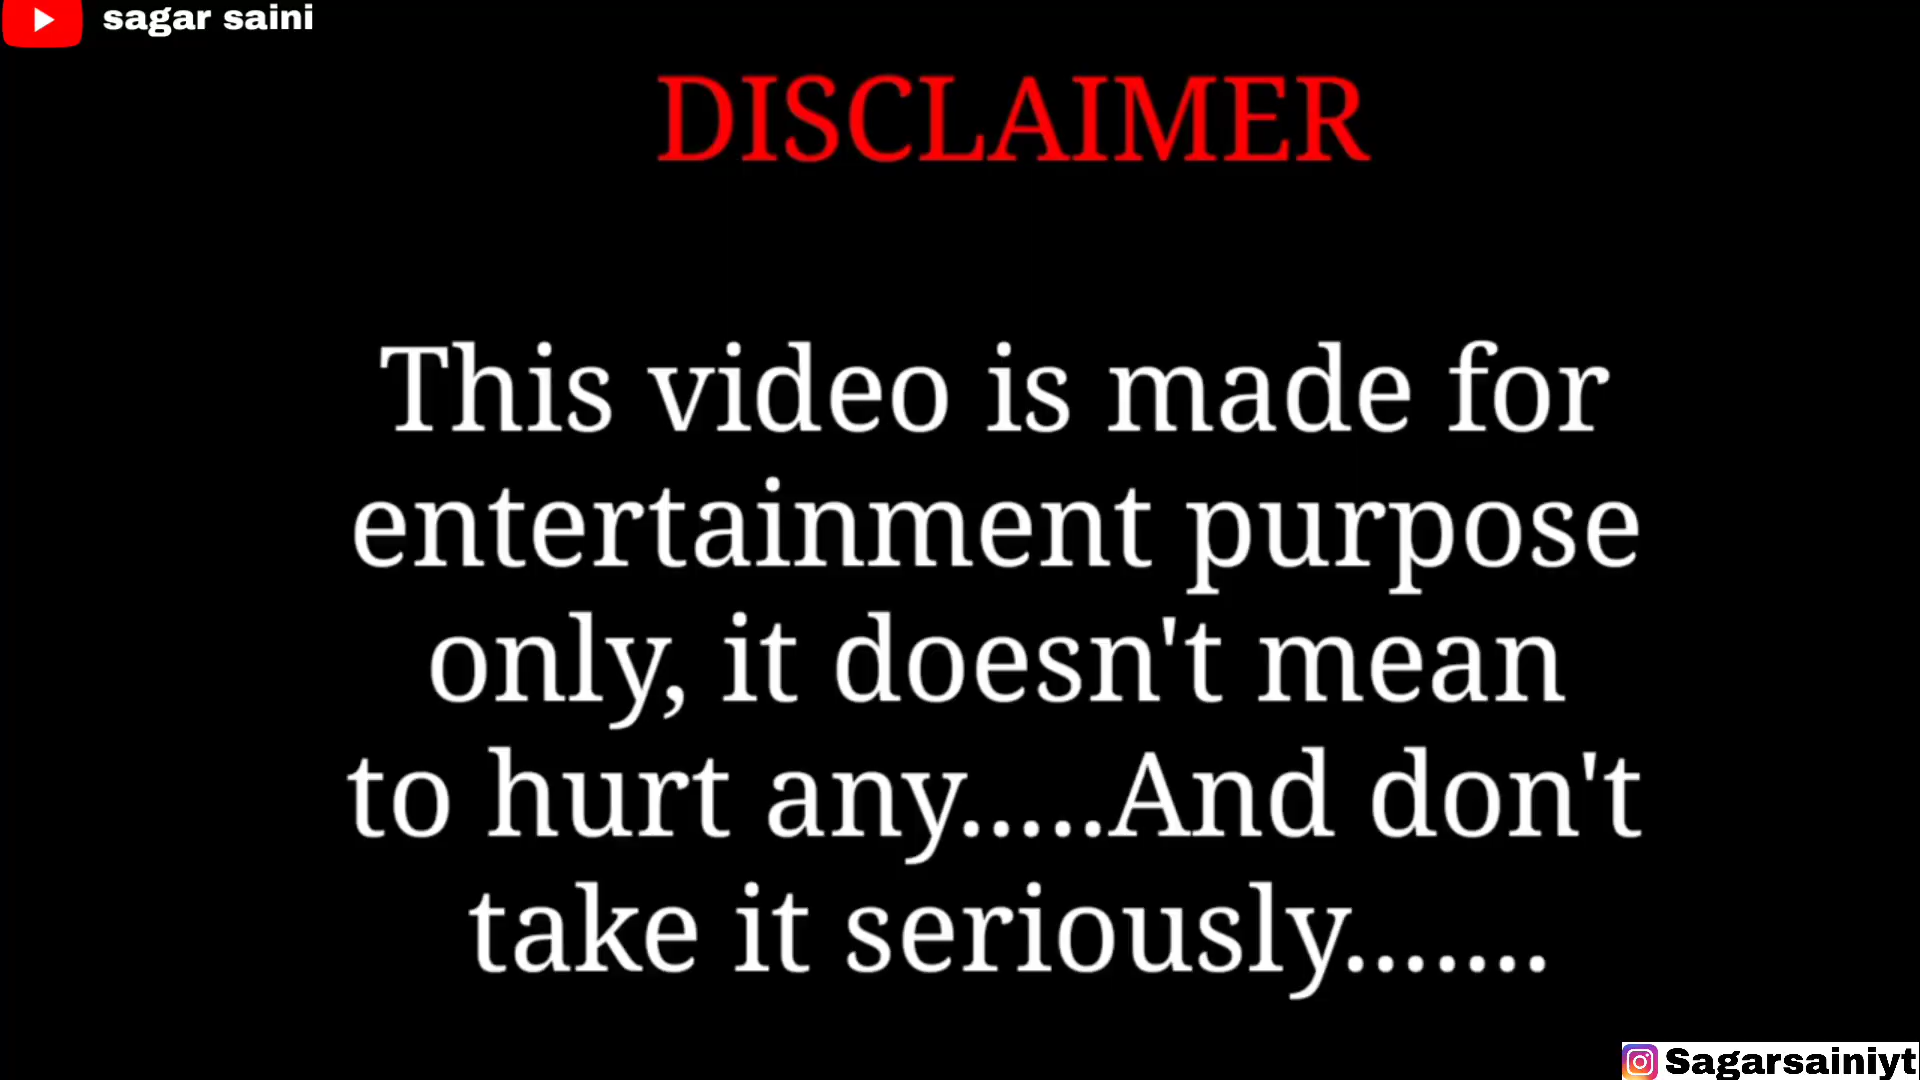 sagar saini
DISCLAIMER
This video is made for
entertainment purpose
only, it doesn't mean
to hurt any.....And don't
take it seriously.......
Sagarsainiyt